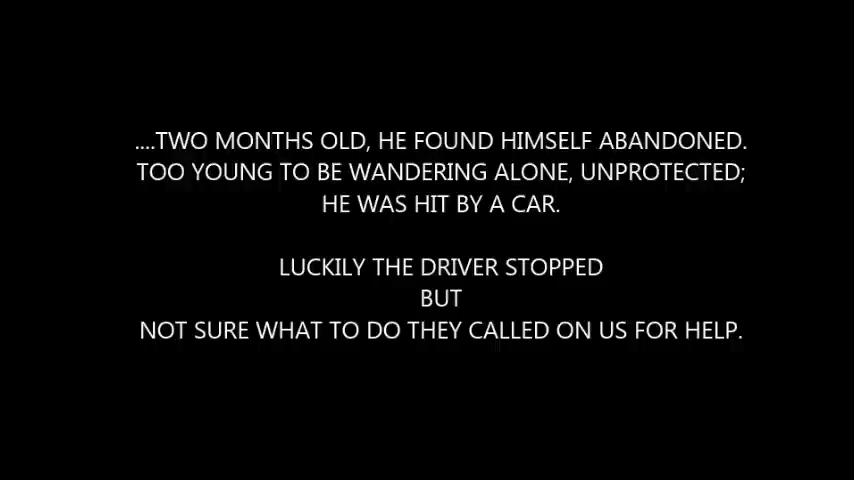 ....TWO MONTHS OLD, HE FOUND HIMSELF ABANDONED.
TOO YOUNG TO BE WANDERING ALONE, UNPROTECTED;
HE WAS HIT BY A CAR.
LUCKILY THE DRIVER STOPPED
BUT
NOT SURE WHAT TO DO THEY CALLED ON US FOR HELP.